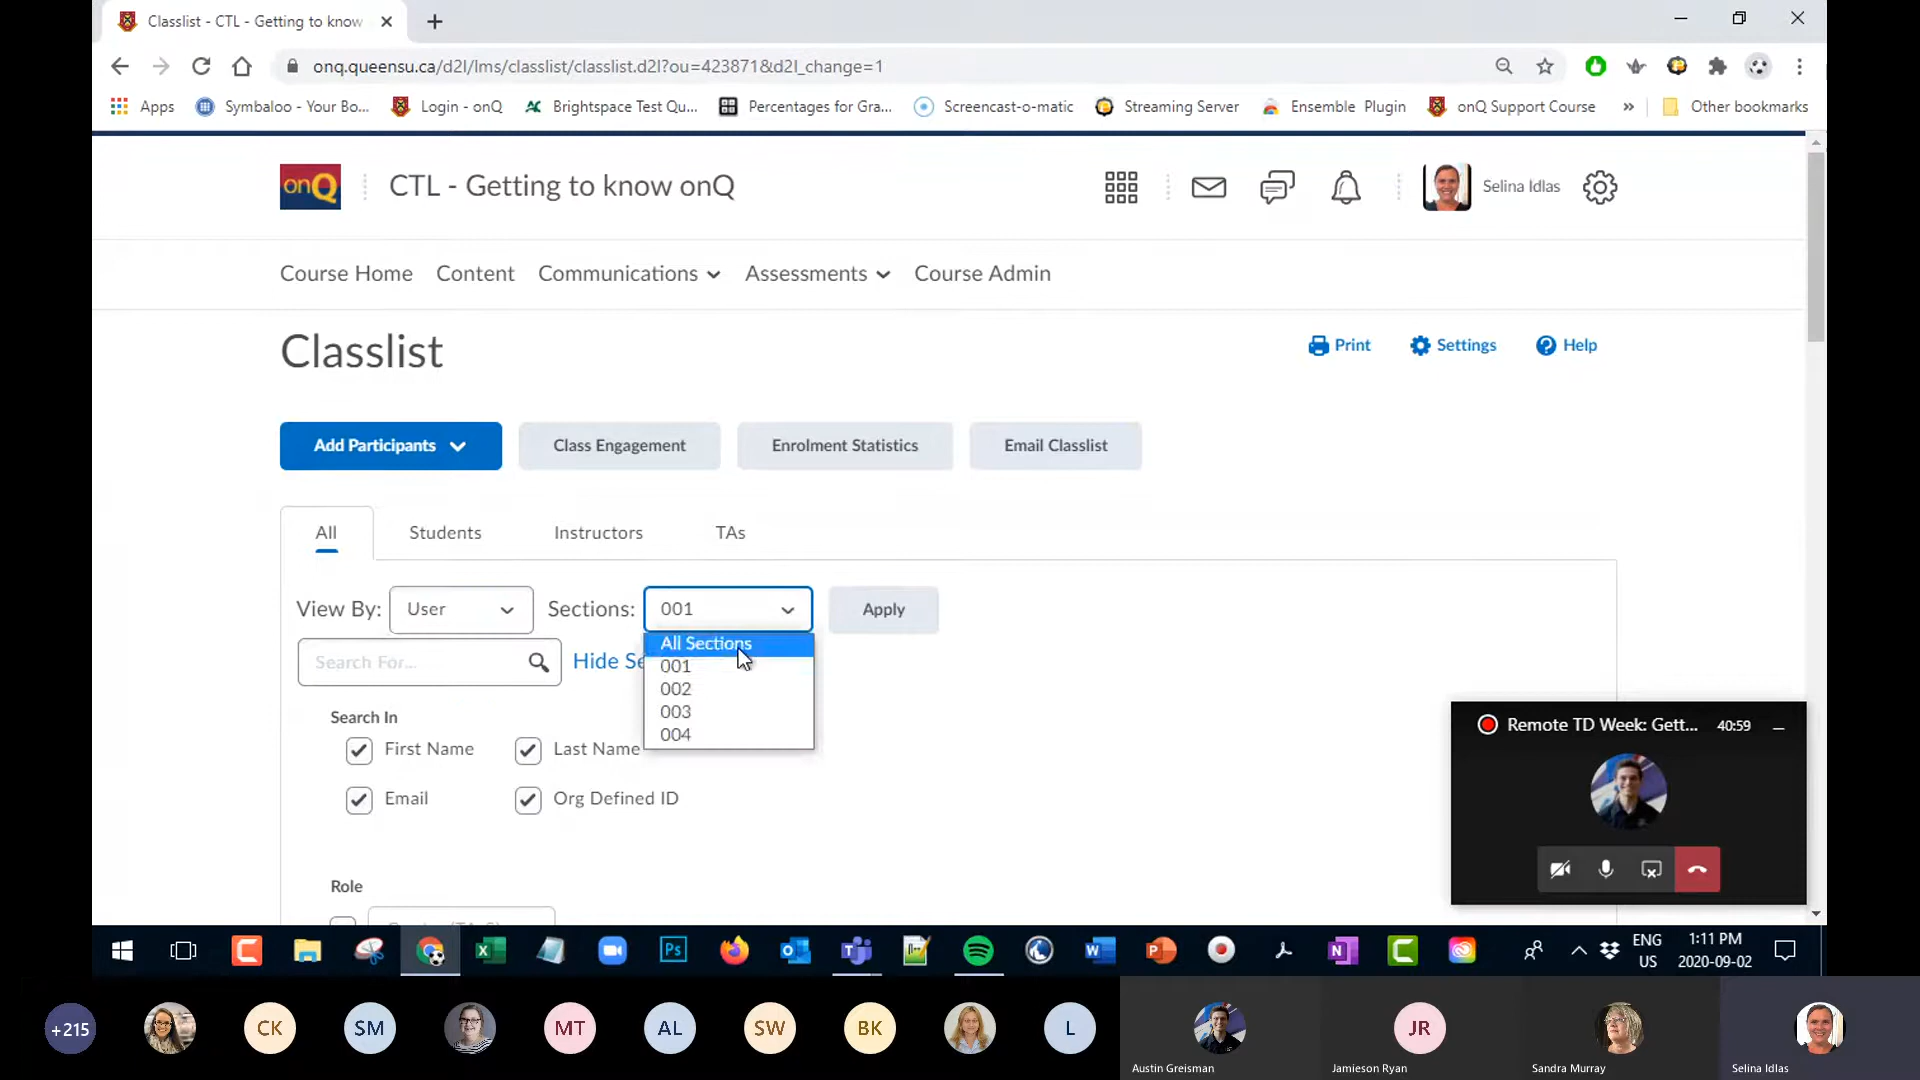 Classlist - CTL - Getting to know
onq.queensu.ca/d2l/lms/classlist/classlist.d2l?ou=423871&d2l_change=1
Apps
Symbaloo - Your Bo...
Login - onQ
Brightspace Test Qu...
Percentages for Gra...
Screencast-o-matic
Streaming Server
Ensemble Plugin
onQ Support Course
»
Other bookmarks
onQ
CTL - Getting to know onQ
Selina Idlas
Course Home
Content
Communications
Assessments
Course Admin
Classlist
Print
Settings
Help
Add Participants
Class Engagement
Enrolment Statistics
Email Classlist
All
Students
Instructors
TAs
View By:
User
Sections:
001
Apply
All Sections
001
002
003
004
Search For...
Hide Se
Search In
First Name
Last Name
Email
Org Defined ID
Role
Remote TD Week: Gett...
40:59
ENG
US
1:11 PM
2020-09-02
+215
CK
SM
MT
AL
SW
BK
L
JR
Austin Greisman
Jamieson Ryan
Sandra Murray
Selina Idlas